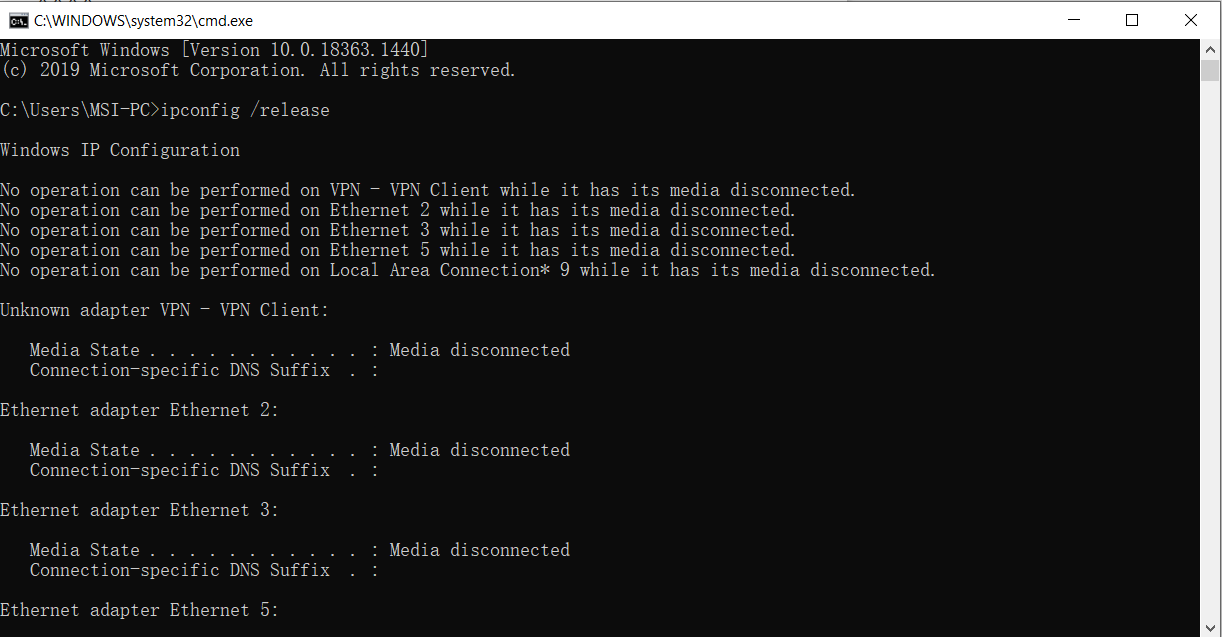 C:\WINDOWS\system32\cmd.exe
Microsoft Windows [Version 10.0.18363.1440]
(c) 2019 Microsoft Corporation. All rights reserved.
C:\Users\MSI-PC>ipconfig /release
Windows IP Configuration
No operation can be performed on VPN - VPN Client while it has its media disconnected.
No operation can be performed on Ethernet 2 while it has its media disconnected.
No operation can be performed on Ethernet 3 while it has its media disconnected.
No operation can be performed on Ethernet 5 while it has its media disconnected.
No operation can be performed on Local Area Connection* 9 while it has its media disconnected.
Unknown adapter VPN - VPN Client:
   Media State . . . . . . . . . . . : Media disconnected
   Connection-specific DNS Suffix  . :
Ethernet adapter Ethernet 2:
   Media State . . . . . . . . . . . : Media disconnected
   Connection-specific DNS Suffix  . :
Ethernet adapter Ethernet 3:
   Media State . . . . . . . . . . . : Media disconnected
   Connection-specific DNS Suffix  . :
Ethernet adapter Ethernet 5: